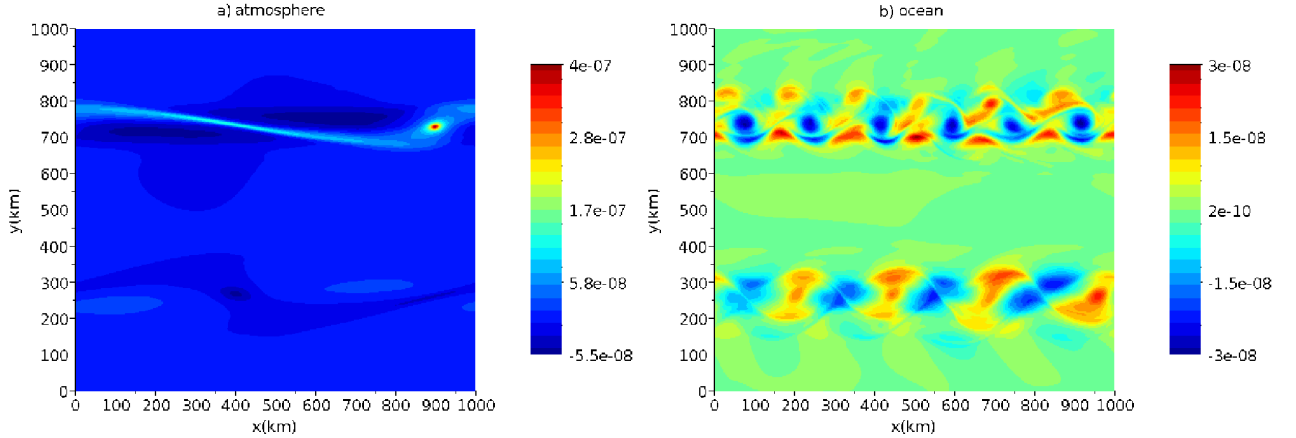 a) atmosphere
1000
900
800
700
600
500
400
300
200
100
0
y(km)
0 100 200 300 400 500 600 700 800 900 1000
x(km)
4e-07
2.8e-07
1.7e-07
5.8e-08
-5.5e-08
b) ocean
1000
900
800
700
600
500
400
300
200
100
0
y(km)
0 100 200 300 400 500 600 700 800 900 1000
x(km)
3e-08
1.5e-08
2e-10
-1.5e-08
-3e-08